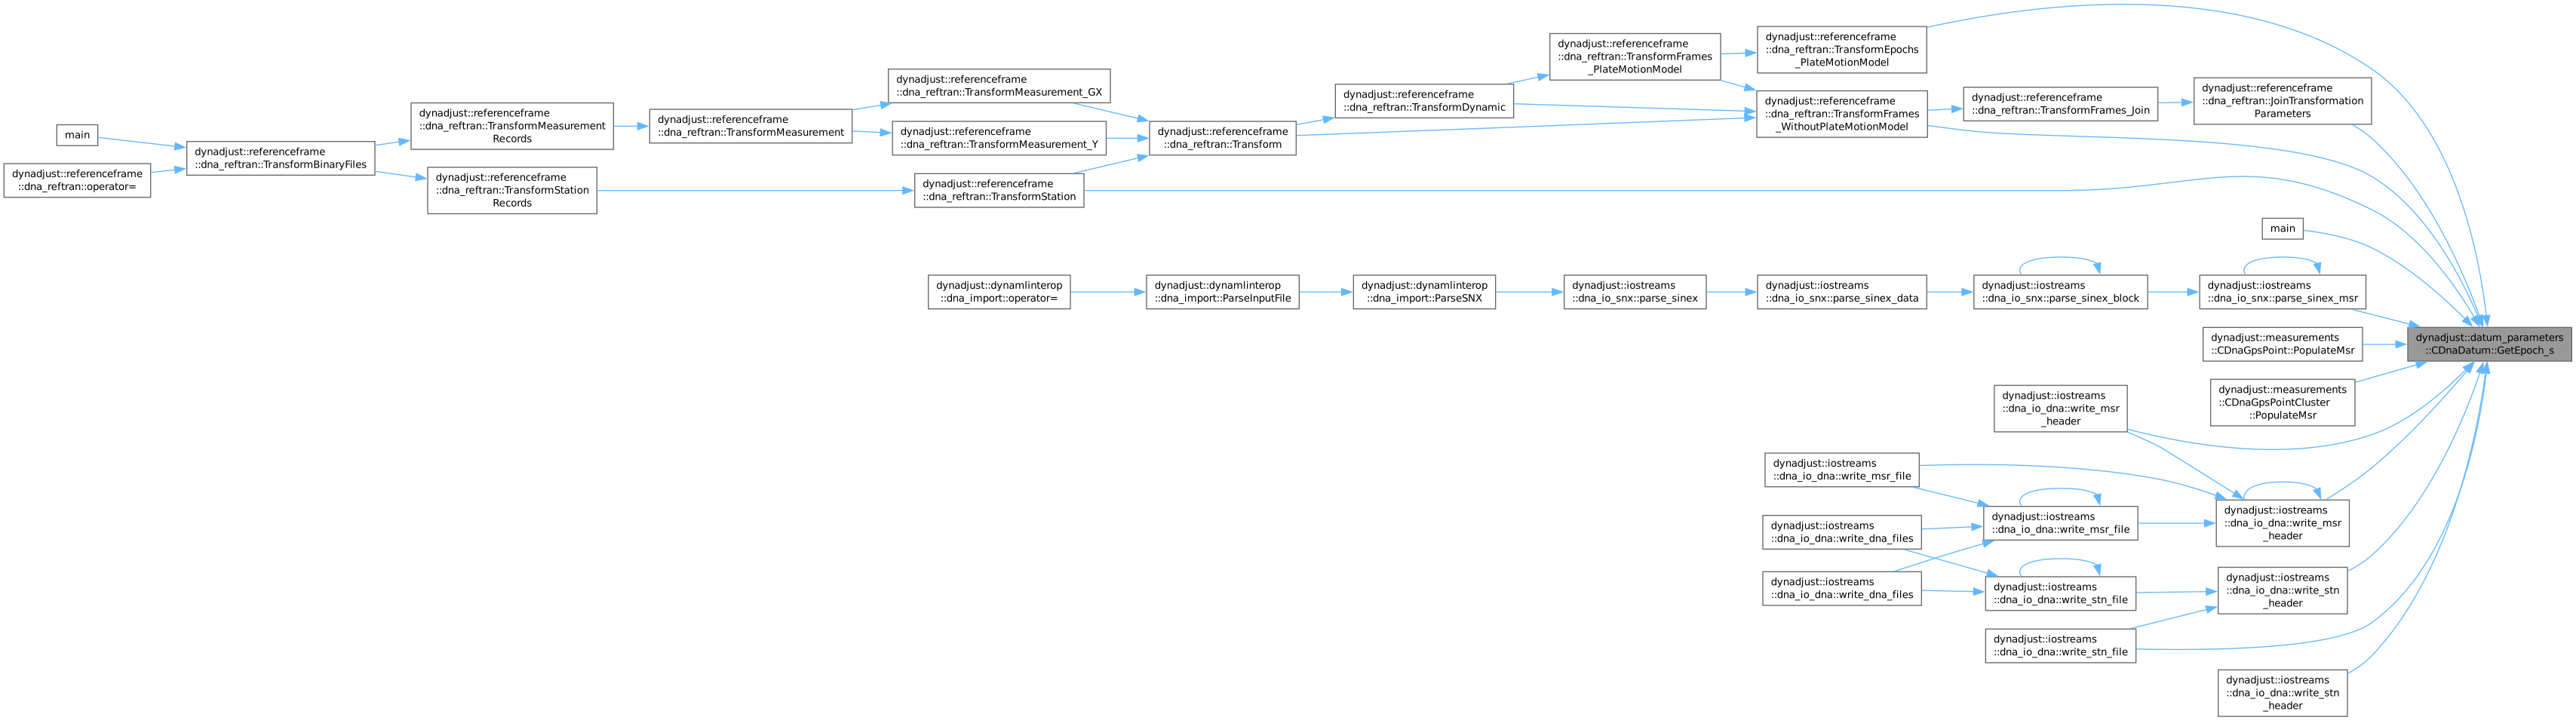 main
dynadjust::referenceframe
::dna_reftran::operator=
dynadjust::referenceframe
::dna_reftran::TransformBinaryFiles
dynadjust::referenceframe
::dna_reftran::TransformMeasurement
Records
dynadjust::referenceframe
::dna_reftran::TransformStation
Records
dynadjust::referenceframe
::dna_reftran::TransformMeasurement
dynadjust::referenceframe
::dna_reftran::TransformMeasurement_GX
dynadjust::referenceframe
::dna_reftran::TransformMeasurement_Y
dynadjust::referenceframe
::dna_reftran::TransformStation
dynadjust::referenceframe
::dna_reftran::Transform
dynadjust::referenceframe
::dna_reftran::TransformDynamic
dynadjust::referenceframe
::dna_reftran::TransformFrames
_PlateMotionModel
dynadjust::referenceframe
::dna_reftran::TransformEpochs
_PlateMotionModel
dynadjust::referenceframe
::dna_reftran::TransformFrames
_WithoutPlateMotionModel
dynadjust::referenceframe
::dna_reftran::TransformFrames_Join
dynadjust::referenceframe
::dna_reftran::JoinTransformation
Parameters
main
dynadjust::dynamlinterop
::dna_import::operator=
dynadjust::dynamlinterop
::dna_import::ParseInputFile
dynadjust::dynamlinterop
::dna_import::ParseSNX
dynadjust::iostreams
::dna_io_snx::parse_sinex
dynadjust::iostreams
::dna_io_snx::parse_sinex_data
dynadjust::iostreams
::dna_io_snx::parse_sinex_block
dynadjust::iostreams
::dna_io_snx::parse_sinex_msr
dynadjust::datum_parameters
::CDnaDatum::GetEpoch_s
dynadjust::measurements
::CDnaGpsPoint::PopulateMsr
dynadjust::measurements
::CDnaGpsPointCluster
::PopulateMsr
dynadjust::iostreams
::dna_io_dna::write_msr
_header
dynadjust::iostreams
::dna_io_dna::write_msr_file
dynadjust::iostreams
::dna_io_dna::write_msr_file
dynadjust::iostreams
::dna_io_dna::write_msr
_header
dynadjust::iostreams
::dna_io_dna::write_dna_files
dynadjust::iostreams
::dna_io_dna::write_dna_files
dynadjust::iostreams
::dna_io_dna::write_stn_file
dynadjust::iostreams
::dna_io_dna::write_stn
_header
dynadjust::iostreams
::dna_io_dna::write_stn_file
dynadjust::iostreams
::dna_io_dna::write_stn
_header